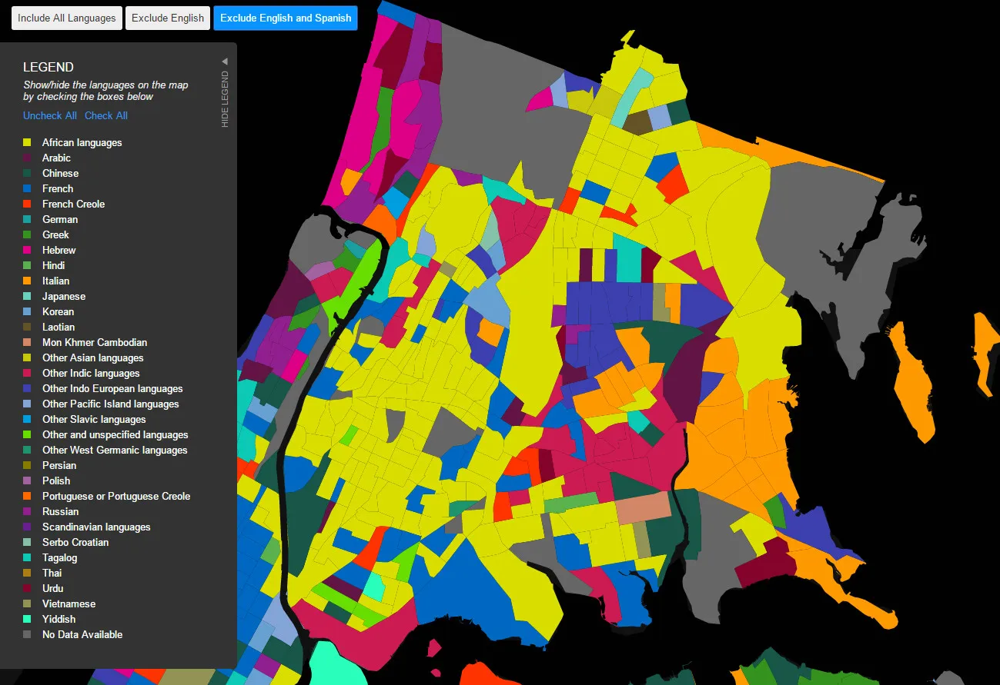 Include All Languages
Exclude English
Exclude English and Spanish
LEGEND
Show/hide the languages on the map
by checking the boxes below
Uncheck All Check All
HIDE LEGEND
African languages
Arabic
Chinese
French
French Creole
German
Greek
Hebrew
Hindi
Italian
Japanese
Korean
Laotian
Mon Khmer Cambodian
Other Asian languages
Other Indic languages
Other Indo European languages
Other Pacific Island languages
Other Slavic languages
Other and unspecified languages
Other West Germanic languages
Persian
Polish
Portuguese or Portuguese Creole
Russian
Scandinavian languages
Serbo Croatian
Tagalog
Thai
Urdu
Vietnamese
Yiddish
No Data Available